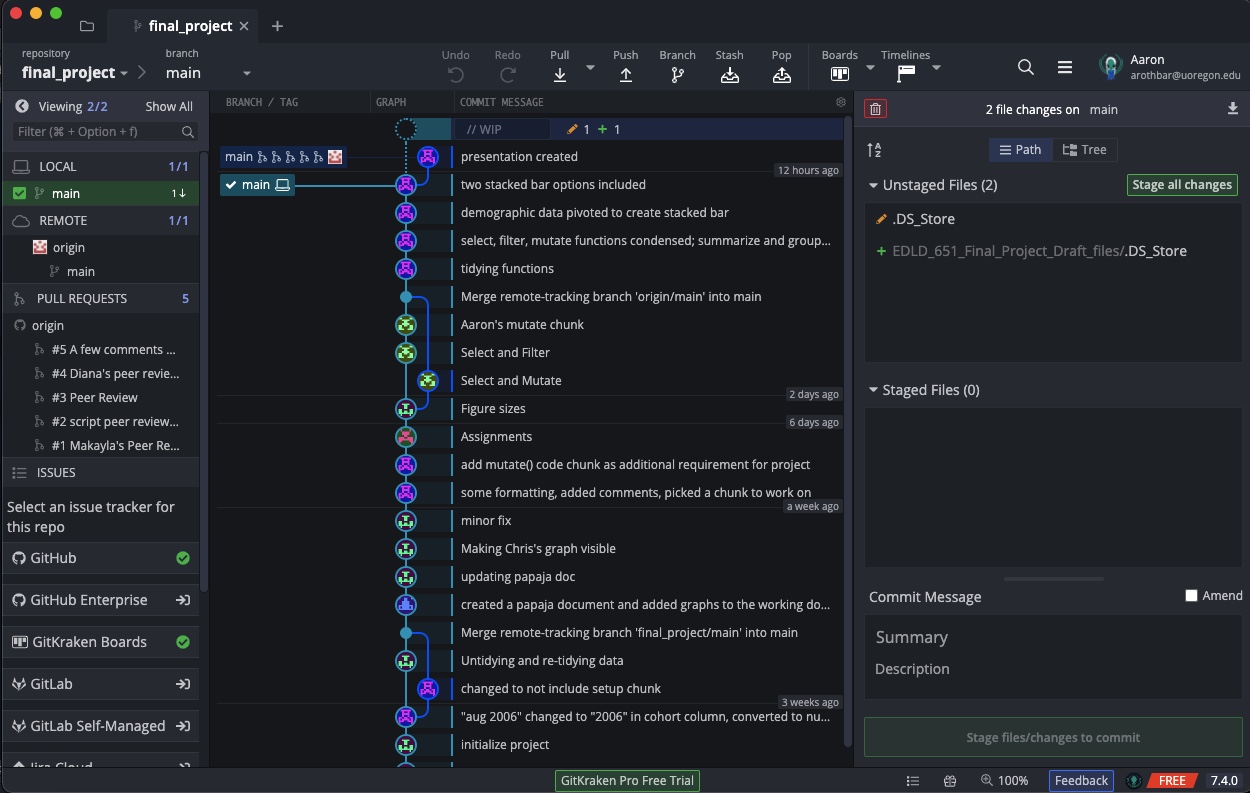 final_project
repository
final_project
branch
main
Undo
Redo
Pull
Push
Branch
Stash
Pop
Boards
Timelines
Aaron
arothbar@uoregon.edu
Viewing 2/2
Show All
Filter (⌘ + Option + f)
LOCAL 1/1
main 1↓
REMOTE 1/1
origin
main
PULL REQUESTS 5
origin
#5 A few comments ...
#4 Diana's peer revie...
#3 Peer Review
#2 script peer review...
#1 Makayla's Peer Re...
ISSUES
Select an issue tracker for
this repo
GitHub
GitHub Enterprise
GitKraken Boards
GitLab
GitLab Self-Managed
Jira Cloud
BRANCH / TAG
GRAPH
COMMIT MESSAGE
// WIP
1 + 1
main
presentation created
12 hours ago
main
two stacked bar options included
demographic data pivoted to create stacked bar
select, filter, mutate functions condensed; summarize and group...
tidying functions
Merge remote-tracking branch 'origin/main' into main
Aaron's mutate chunk
Select and Filter
Select and Mutate
2 days ago
Figure sizes
6 days ago
Assignments
add mutate() code chunk as additional requirement for project
some formatting, added comments, picked a chunk to work on
a week ago
minor fix
Making Chris's graph visible
updating papaja doc
created a papaja document and added graphs to the working do...
Merge remote-tracking branch 'final_project/main' into main
Untidying and re-tidying data
changed to not include setup chunk
3 weeks ago
"aug 2006" changed to "2006" in cohort column, converted to nu...
initialize project
2 file changes on main
Path
Tree
Unstaged Files (2)
Stage all changes
.DS_Store
EDLD_651_Final_Project_Draft_files/.DS_Store
Staged Files (0)
Commit Message
Amend
Summary
Description
Stage files/changes to commit
GitKraken Pro Free Trial
100%
Feedback
FREE
7.4.0